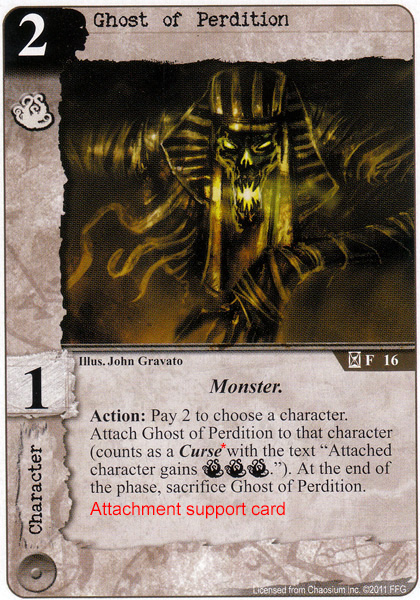 2
Ghost of Perdition
Illus. John Gravato
F 16
1
Monster.
Action: Pay 2 to choose a character.
Attach Ghost of Perdition to that character
(counts as a Curse* with the text “Attached
character gains .”). At the end of
the phase, sacrifice Ghost of Perdition.
Attachment support card
Character
Licensed from Chaosium Inc. ©2011 FFG